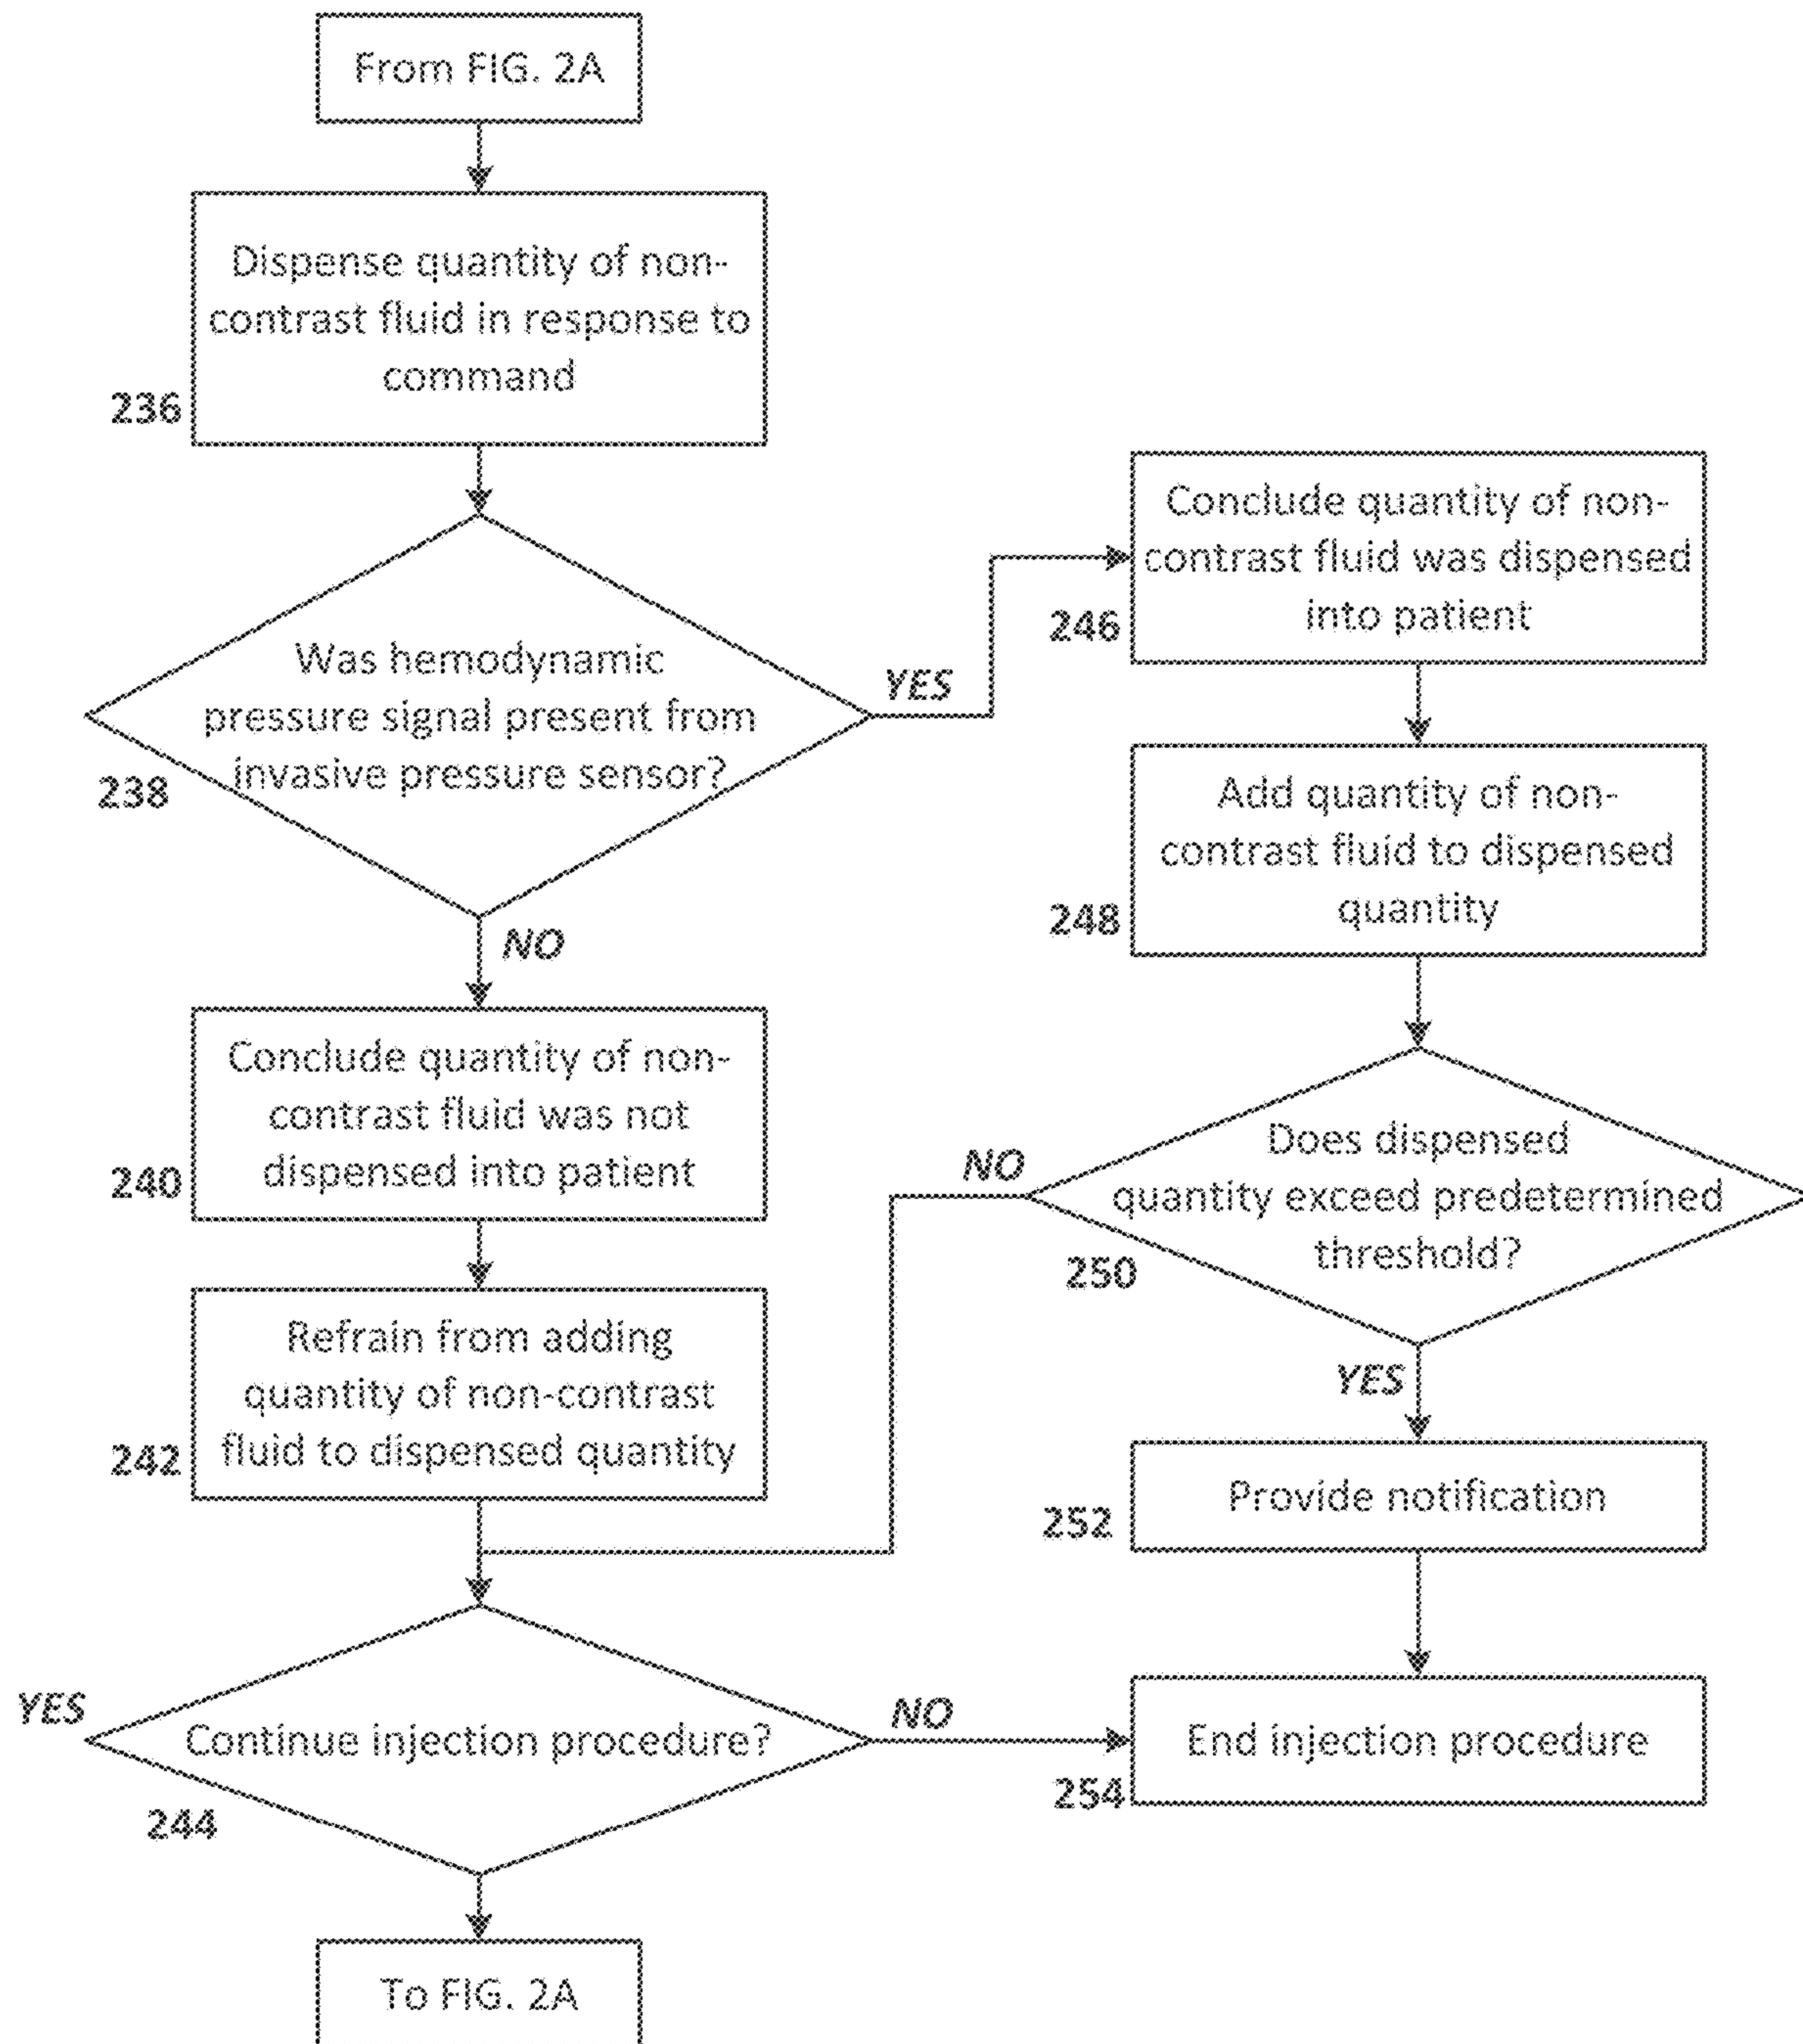 From FIG. 2A
Dispense quantity of non-
contrast fluid in response to
command
236
Was hemodynamic
pressure signal present from
invasive pressure sensor?
238
YES
NO
Conclude quantity of non-
contrast fluid was dispensed
into patient
246
Add quantity of non-
contrast fluid to dispensed
quantity
248
Conclude quantity of non-
contrast fluid was not
dispensed into patient
240
Does dispensed
quantity exceed predetermined
threshold?
250
NO
YES
Refrain from adding
quantity of non-contrast
fluid to dispensed quantity
242
Provide notification
252
Continue injection procedure?
244
YES
NO
End injection procedure
254
To FIG. 2A